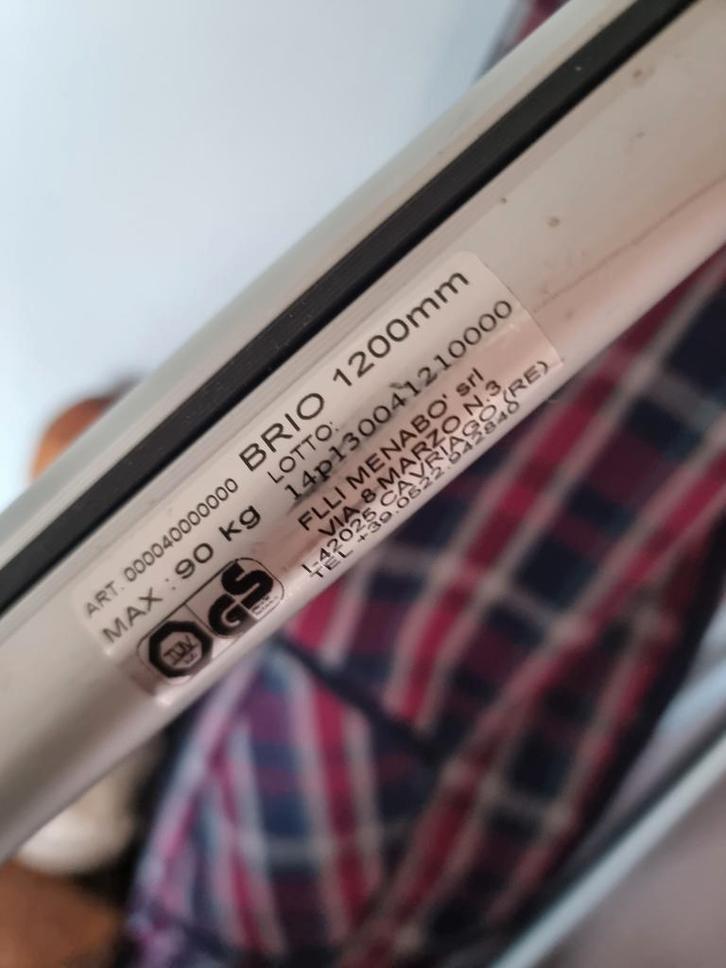 BRIO 1200mm
ART. 000040000000
LOTTO:
14p130041210000
MAX : 90 kg
FLLI MENABO' srl
VIA 8 MARZO N.3
I-42025 CAVRIAGO (RE)
TEL +39.0522.942840
TÜV
GS